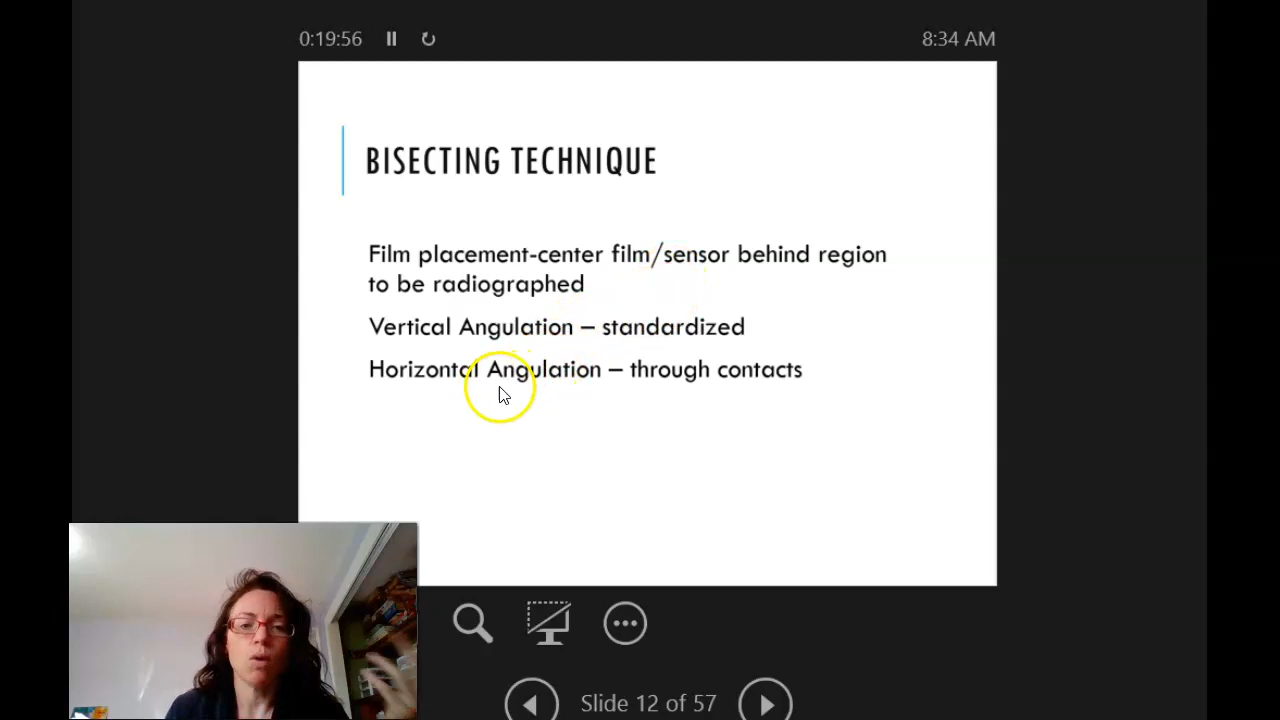 0:19:56 8:34 AM
BISECTING TECHNIQUE
Film placement-center film/sensor behind region
to be radiographed
Vertical Angulation – standardized
Horizontal Angulation – through contacts
Slide 12 of 57